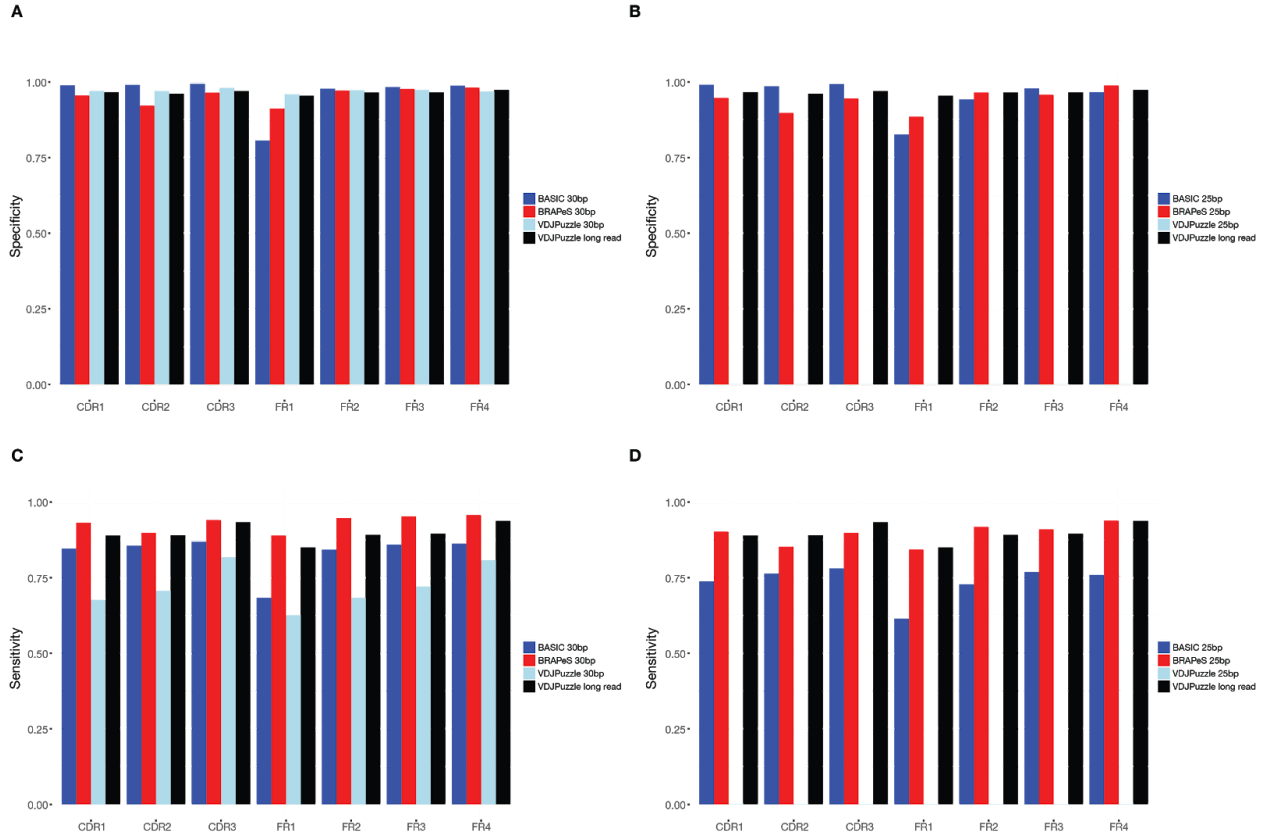 A
Specificity
1.00
0.75
0.50
0.25
0.00
CDR1 CDR2 CDR3 FR1 FR2 FR3 FR4
BASIC 30bp
BRAPeS 30bp
VDJPuzzle 30bp
VDJPuzzle long read
B
Specificity
1.00
0.75
0.50
0.25
0.00
CDR1 CDR2 CDR3 FR1 FR2 FR3 FR4
BASIC 25bp
BRAPeS 25bp
VDJPuzzle 25bp
VDJPuzzle long read
C
Sensitivity
1.00
0.75
0.50
0.25
0.00
CDR1 CDR2 CDR3 FR1 FR2 FR3 FR4
BASIC 30bp
BRAPeS 30bp
VDJPuzzle 30bp
VDJPuzzle long read
D
Sensitivity
1.00
0.75
0.50
0.25
0.00
CDR1 CDR2 CDR3 FR1 FR2 FR3 FR4
BASIC 25bp
BRAPeS 25bp
VDJPuzzle 25bp
VDJPuzzle long read